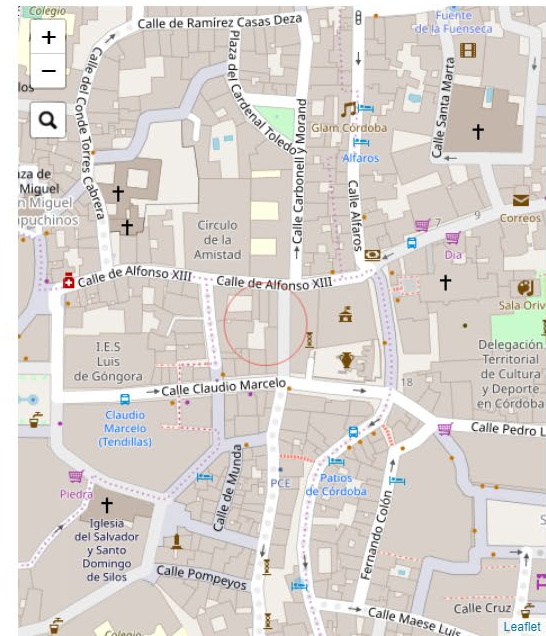 Colegio
+
−
Calle de Ramírez Casas Deza
Fuente
de la Fuenseca
Calle del Conde Torres Cabrera
Plaza del Cardenal Toledo
Calle Carbonell y Morand
Glam Córdoba
Alfaros
Calle Alfaros
Calle Santa Marta
za de
Miguel
n Miguel
apuchinos
Círculo
de la
Amistad
7
9
Correos
Dia
Calle de Alfonso XIII
Calle de Alfonso XIII
Sala Oriv
I.E.S
Luis
de Góngora
Delegación
Territorial
de Cultura
y Deporte
en Córdoba
18
Calle Claudio Marcelo
Claudio
Marcelo
(Tendillas)
Calle Pedro L
Calle de Munda
PCE
Patios
de Córdoba
Piedra
Fernando Colón
Iglesia
del Salvador
y Santo
Domingo
de Silos
Calle Pompeyos
Calle Maese Luis
Calle Cruz
Colegio
Leaflet